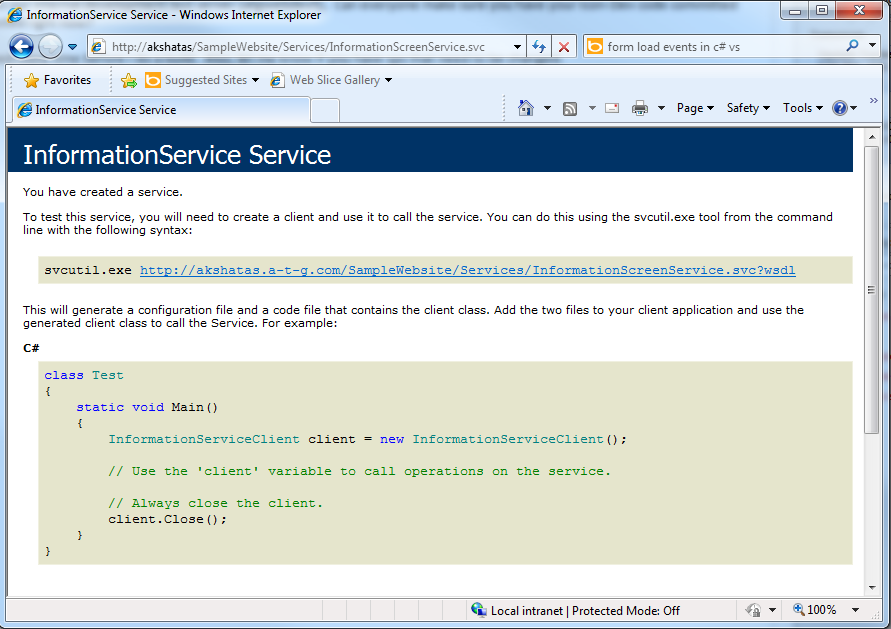 InformationService Service - Windows Internet Explorer
http://akshatas/SampleWebsite/Services/InformationScreenService.svc
form load events in c# vs
Favorites
Suggested Sites
Web Slice Gallery
InformationService Service
Page
Safety
Tools
InformationService Service
You have created a service.
To test this service, you will need to create a client and use it to call the service. You can do this using the svcutil.exe tool from the command
line with the following syntax:
svcutil.exe http://akshatas.a-t-g.com/SampleWebsite/Services/InformationScreenService.svc?wsdl
This will generate a configuration file and a code file that contains the client class. Add the two files to your client application and use the
generated client class to call the Service. For example:
C#
class Test
{
    static void Main()
    {
        InformationServiceClient client = new InformationServiceClient();
        // Use the 'client' variable to call operations on the service.
        // Always close the client.
        client.Close();
    }
}
Local intranet | Protected Mode: Off
100%